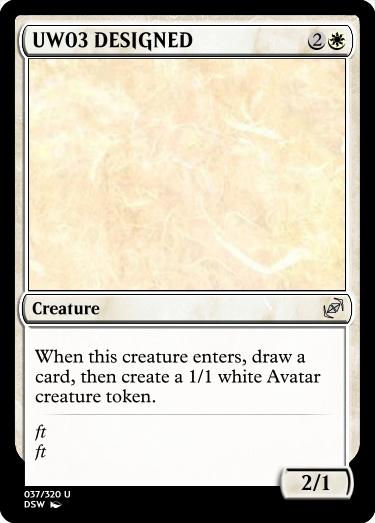 UW03 DESIGNED 2
Creature
When this creature enters, draw a
card, then create a 1/1 white Avatar
creature token.
ft
ft
2/1
037/320 U
DSW